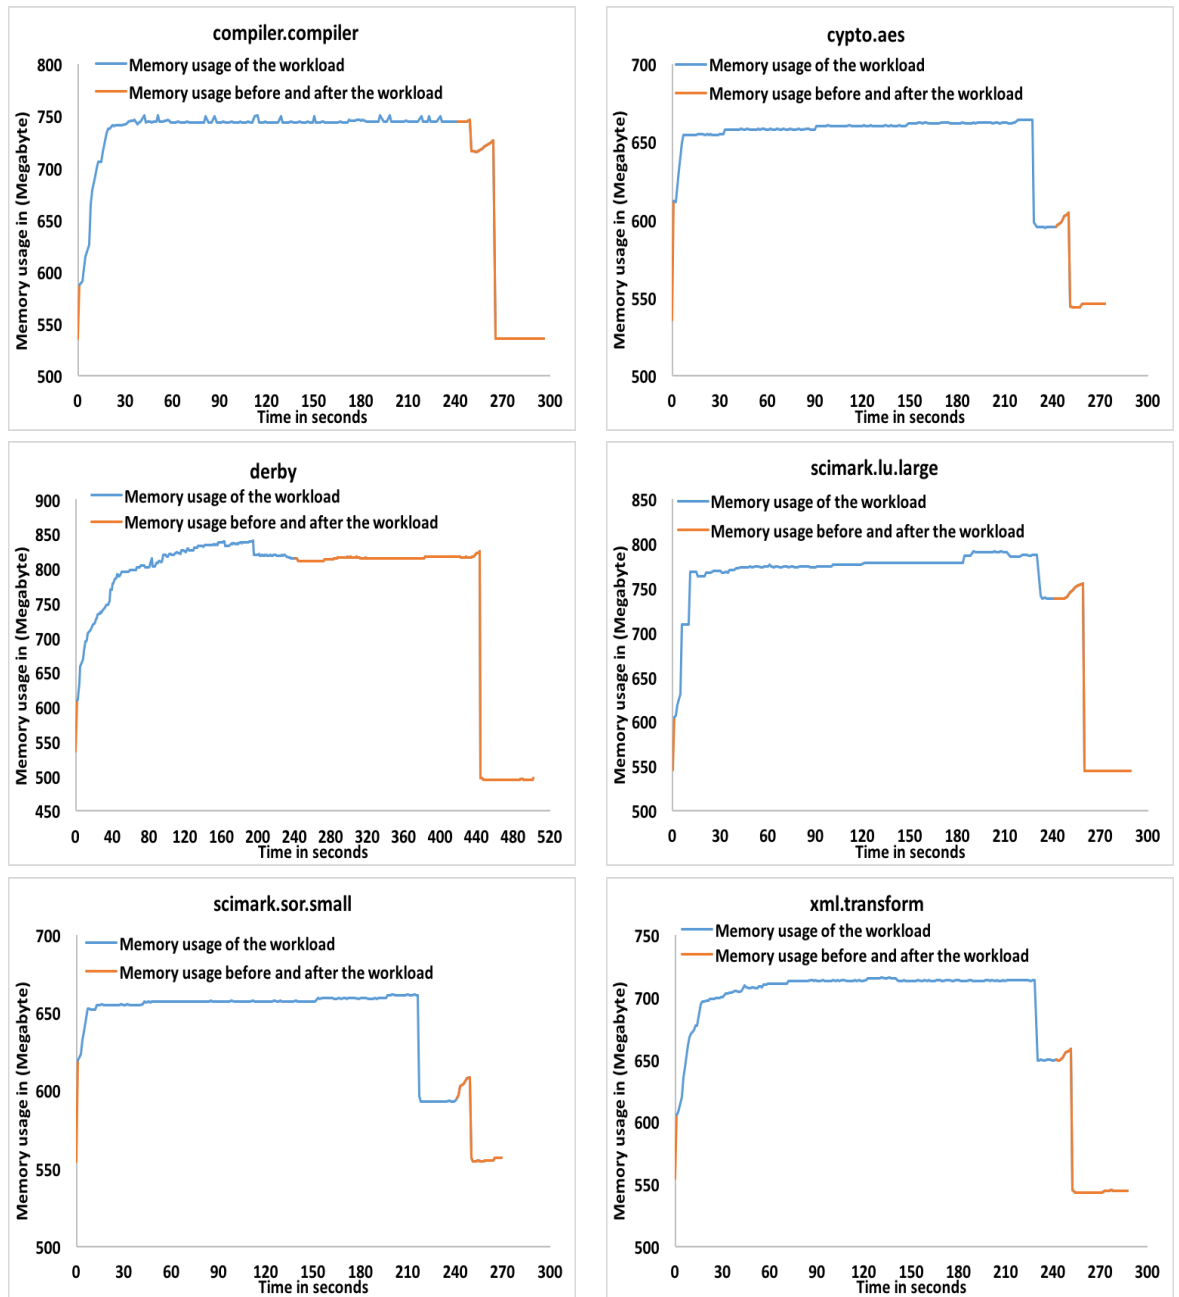 compiler.compiler
800
Memory usage of the workload
Memory usage before and after the workload
750
700
650
600
550
500
Memory usage in (Megabyte)
0 30 60 90 120 150 180 210 240 270 300
Time in seconds
cypto.aes
700
Memory usage of the workload
Memory usage before and after the workload
650
600
550
500
Memory usage in (Megabyte)
0 30 60 90 120 150 180 210 240 270 300
Time in seconds
derby
900
Memory usage of the workload
Memory usage before and after the workload
850
800
750
700
650
600
550
500
450
Memory usage in (Megabyte)
0 40 80 120 160 200 240 280 320 360 400 440 480 520
Time in seconds
scimark.lu.large
850
Memory usage of the workload
Memory usage before and after the workload
800
750
700
650
600
550
500
Memory usage in (Megabyte)
0 30 60 90 120 150 180 210 240 270 300
Time in seconds
scimark.sor.small
700
Memory usage of the workload
Memory usage before and after the workload
650
600
550
500
Memory usage in (Megabyte)
0 30 60 90 120 150 180 210 240 270 300
Time in seconds
xml.transform
750
Memory usage of the workload
Memory usage before and after the workload
700
650
600
550
500
Memory usage in (Megabyte)
0 30 60 90 120 150 180 210 240 270 300
Time in seconds